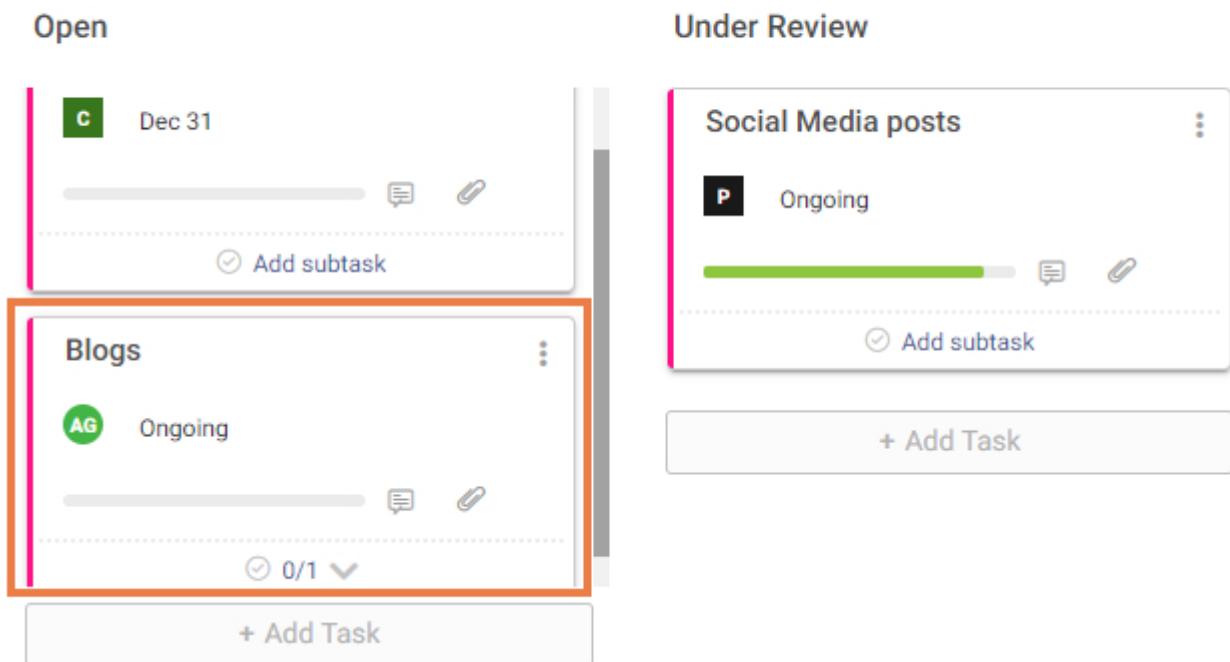 Open
C Dec 31
Add subtask
Blogs
AG Ongoing
0/1
+ Add Task
Under Review
Social Media posts
P Ongoing
Add subtask
+ Add Task